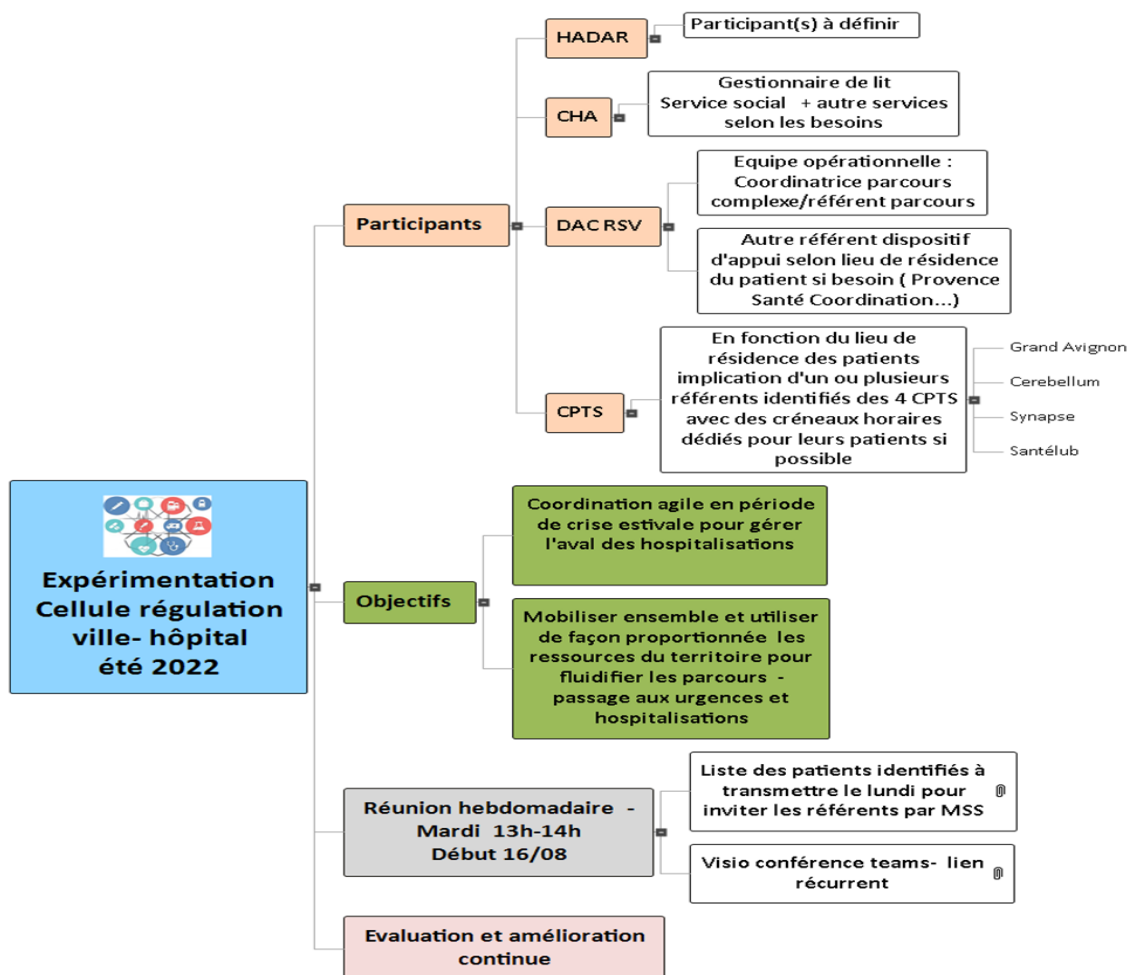 Expérimentation
Cellule régulation
ville- hôpital
été 2022
Participants
HADAR
Participant(s) à définir
CHA
Gestionnaire de lit
Service social + autre services
selon les besoins
DAC RSV
Equipe opérationnelle :
Coordinatrice parcours
complexe/référent parcours
Autre référent dispositif
d'appui selon lieu de résidence
du patient si besoin ( Provence
Santé Coordination...)
CPTS
En fonction du lieu de
résidence des patients
implication d'un ou plusieurs
référents identifiés des 4 CPTS
avec des créneaux horaires
dédiés pour leurs patients si
possible
Grand Avignon
Cerebellum
Synapse
Santélub
Objectifs
Coordination agile en période
de crise estivale pour gérer
l'aval des hospitalisations
Mobiliser ensemble et utiliser
de façon proportionnée les
ressources du territoire pour
fluidifier les parcours -
passage aux urgences et
hospitalisations
Réunion hebdomadaire -
Mardi 13h-14h
Début 16/08
Liste des patients identifiés à
transmettre le lundi pour
inviter les référents par MSS
Visio conférence teams- lien
récurrent
Evaluation et amélioration
continue